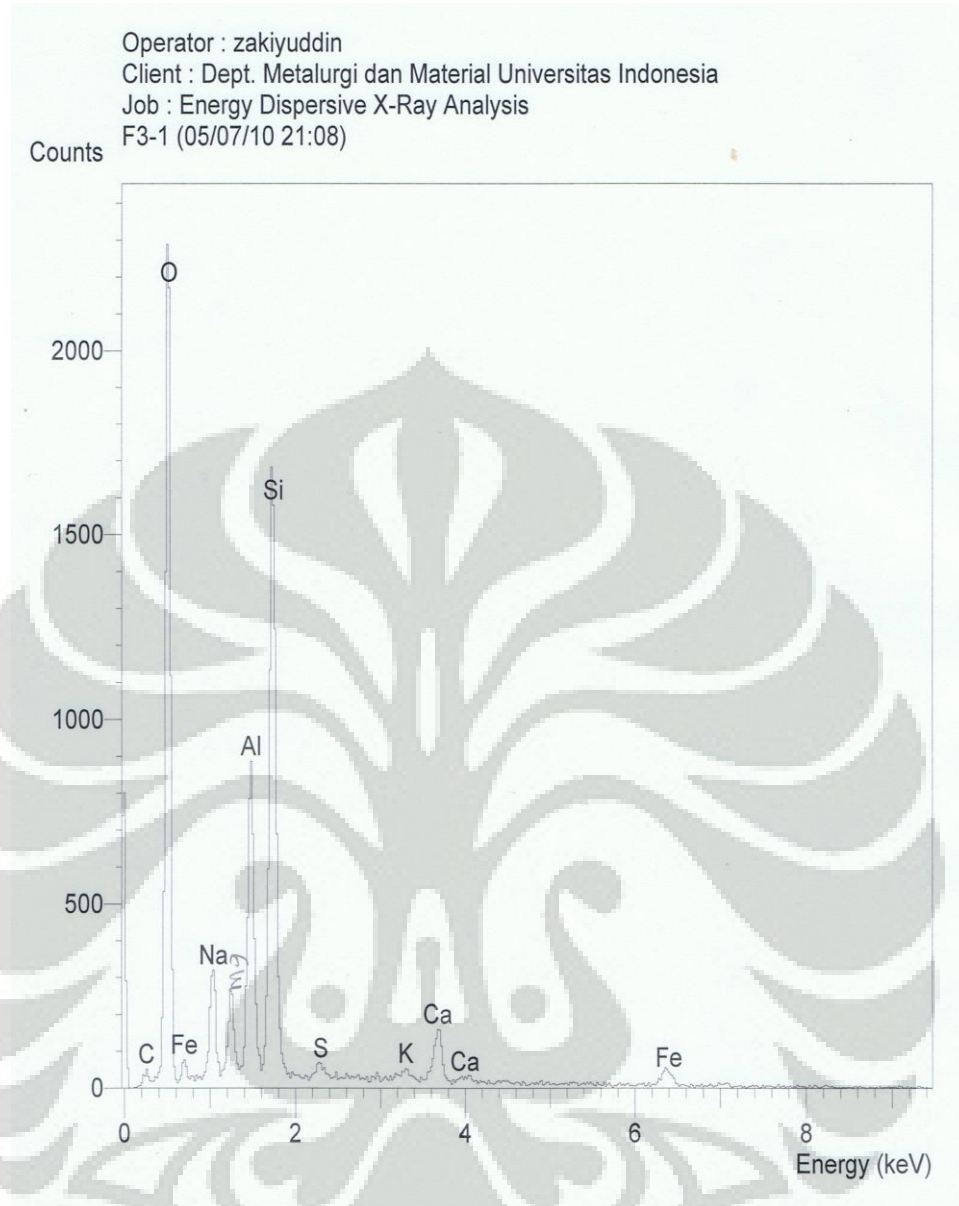 Operator : zakiyuddin
Client : Dept. Metalurgi dan Material Universitas Indonesia
Job : Energy Dispersive X-Ray Analysis
F3-1 (05/07/10 21:08)
Counts
O
2000
Si
1500
1000
Al
500
Na
Mg
C
Fe
S
K
Ca
Ca
Fe
0
0
2
4
6
8
Energy (keV)